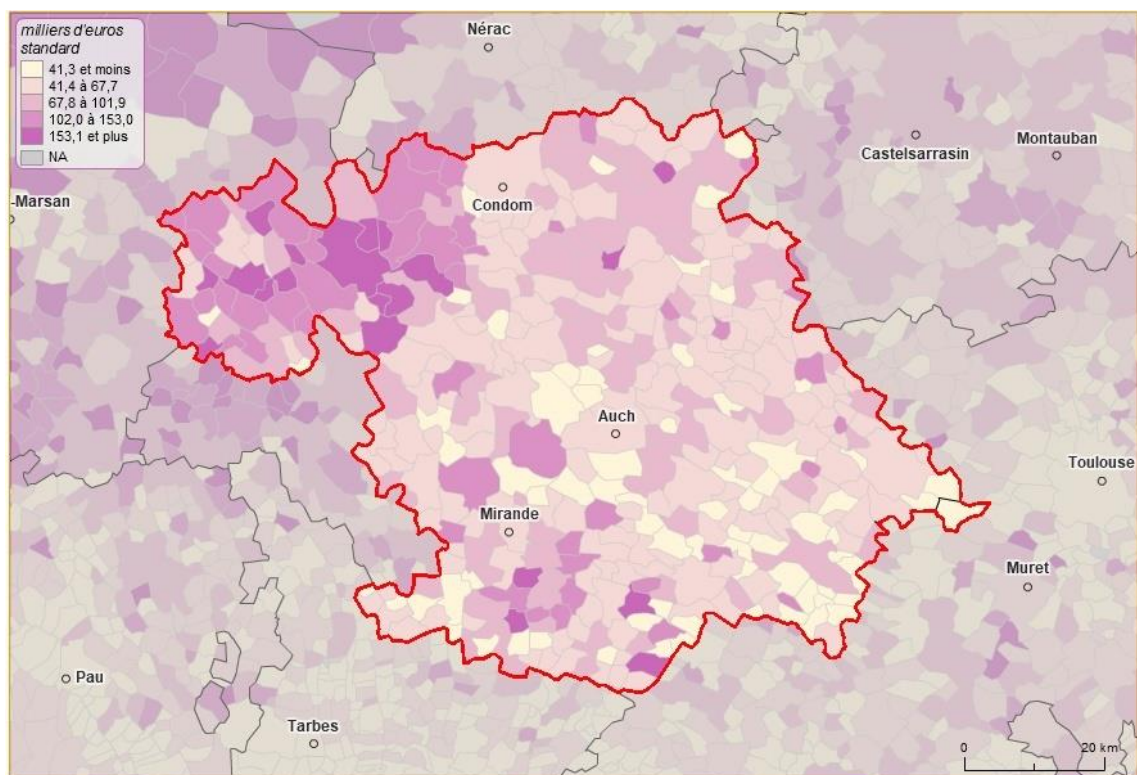 milliers d'euros
standard
41,3 et moins
41,4 à 67,7
67,8 à 101,9
102,0 à 153,0
153,1 et plus
NA
Nérac
Castelsarrasin
Montauban
-Marsan
Condom
Auch
Toulouse
Mirande
Muret
Pau
Tarbes
0 20 km